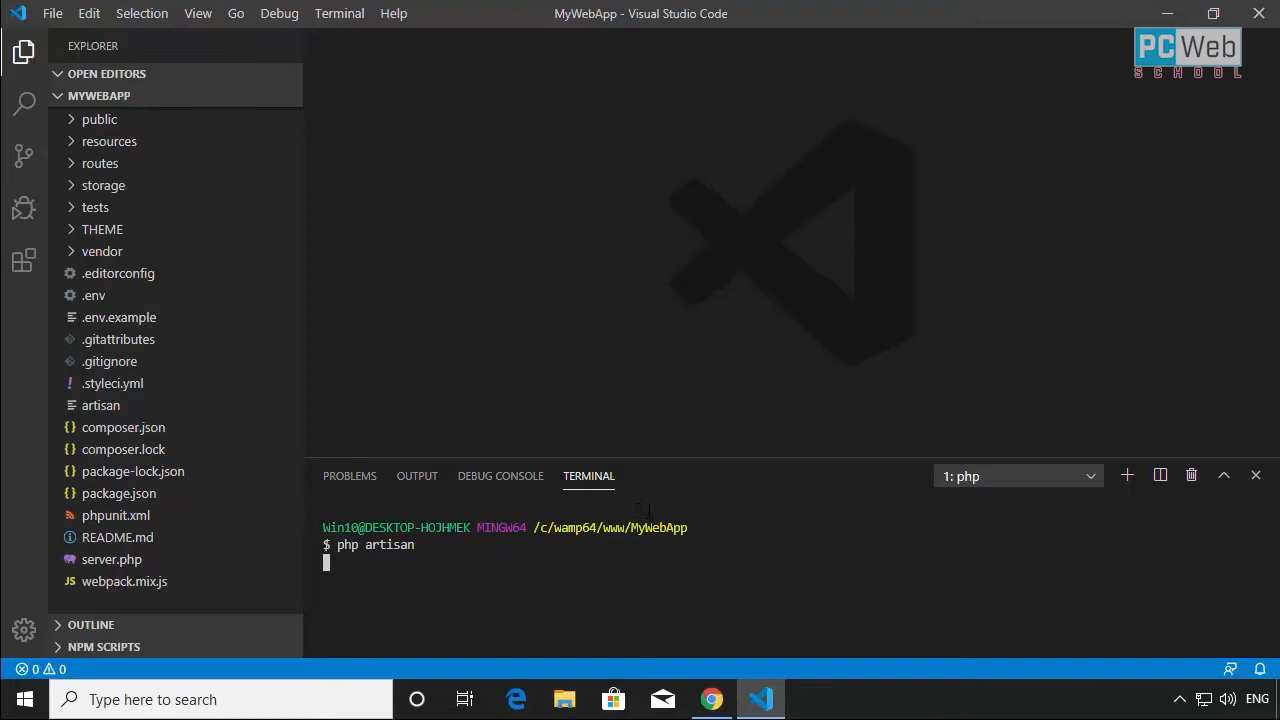 File Edit Selection View Go Debug Terminal Help
MyWebApp - Visual Studio Code
PC Web
SCHOOL
EXPLORER
OPEN EDITORS
MYWEBAPP
public
resources
routes
storage
tests
THEME
vendor
.editorconfig
.env
.env.example
.gitattributes
.gitignore
.styleci.yml
artisan
composer.json
composer.lock
package-lock.json
package.json
phpunit.xml
README.md
server.php
webpack.mix.js
OUTLINE
NPM SCRIPTS
PROBLEMS OUTPUT DEBUG CONSOLE TERMINAL
1: php
Win10@DESKTOP-HOJHMEK MINGW64 /c/wamp64/www/MyWebApp
$ php artisan
0 0
Type here to search
ENG